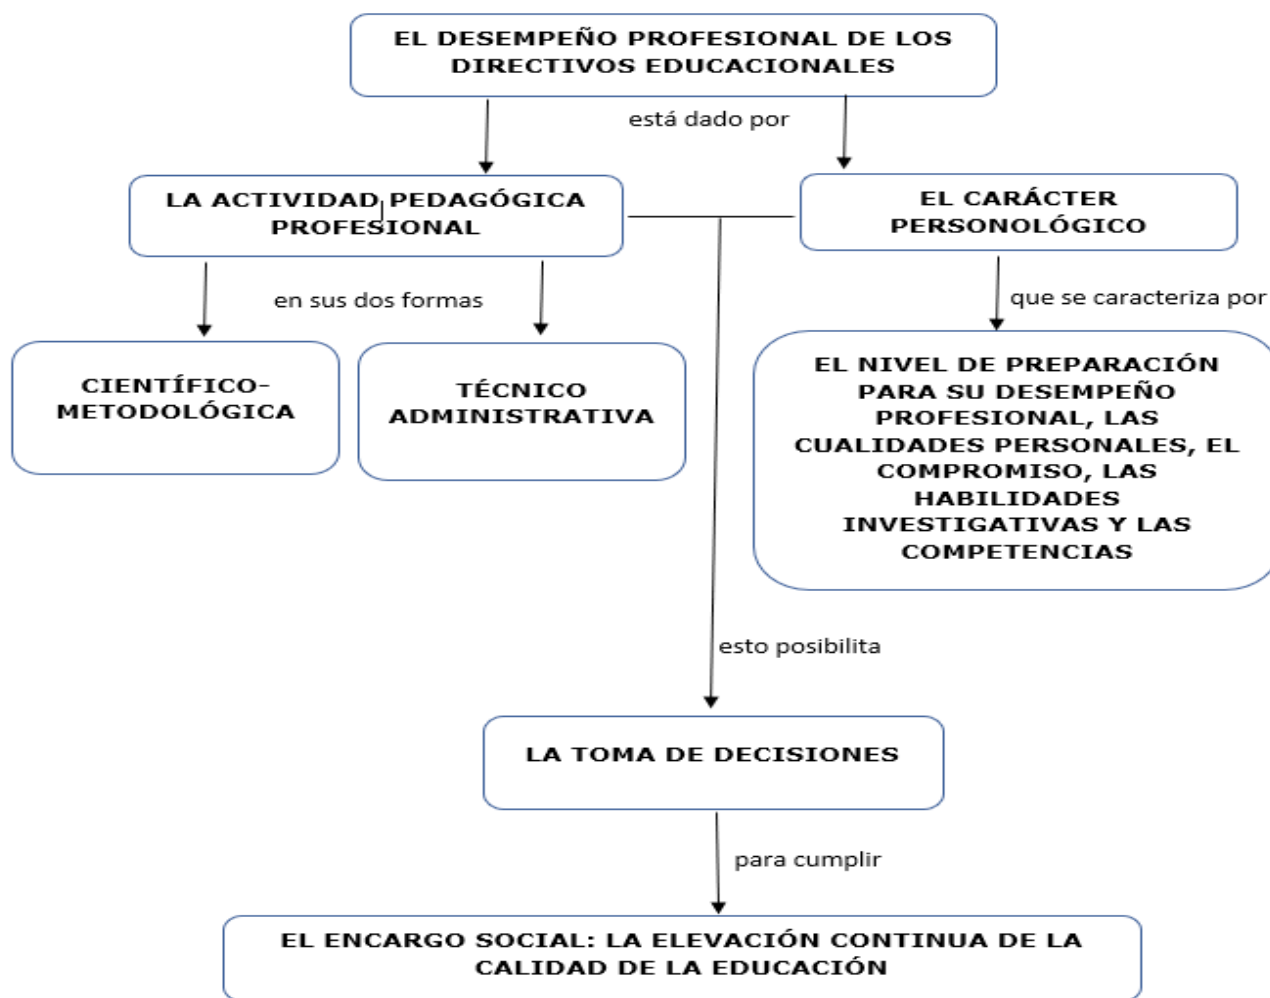 EL DESEMPEÑO PROFESIONAL DE LOS
DIRECTIVOS EDUCACIONALES
está dado por
LA ACTIVIDAD PEDAGÓGICA
PROFESIONAL
EL CARÁCTER
PERSONOLÓGICO
en sus dos formas
que se caracteriza por
CIENTÍFICO-
METODOLÓGICA
TÉCNICO
ADMINISTRATIVA
EL NIVEL DE PREPARACIÓN
PARA SU DESEMPEÑO
PROFESIONAL, LAS
CUALIDADES PERSONALES, EL
COMPROMISO, LAS
HABILIDADES
INVESTIGATIVAS Y LAS
COMPETENCIAS
esto posibilita
LA TOMA DE DECISIONES
para cumplir
EL ENCARGO SOCIAL: LA ELEVACIÓN CONTINUA DE LA
CALIDAD DE LA EDUCACIÓN